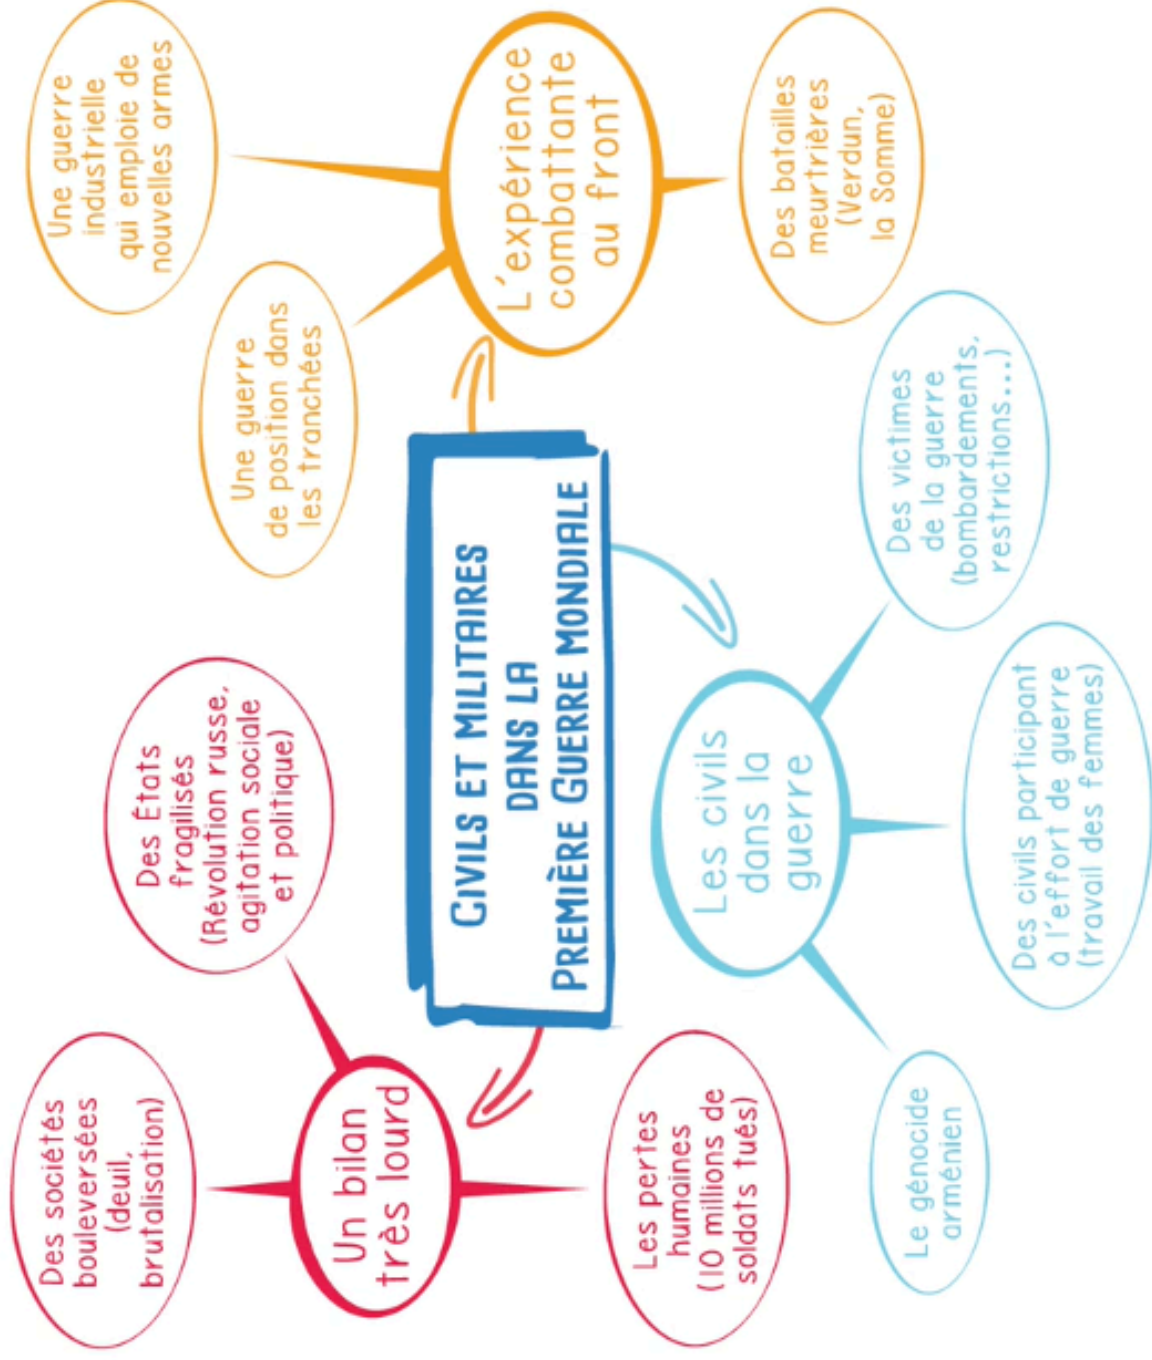 CIVILS ET MILITAIRES
DANS LA
PREMIÈRE GUERRE MONDIALE
L'expérience
combattante
au front
Une guerre
de position dans
les tranchées
Une guerre
industrielle
qui emploie de
nouvelles armes
Des batailles
meurtrières
(Verdun,
la Somme)
Les civils
dans la
guerre
Des victimes
de la guerre
(bombardements,
restrictions...)
Des civils participant
à l'effort de guerre
(travail des femmes)
Le génocide
arménien
Un bilan
très lourd
Les pertes
humaines
(10 millions de
soldats tués)
Des sociétés
bouleversées
(deuil,
brutalisation)
Des États
fragilisés
(Révolution russe,
agitation sociale
et politique)